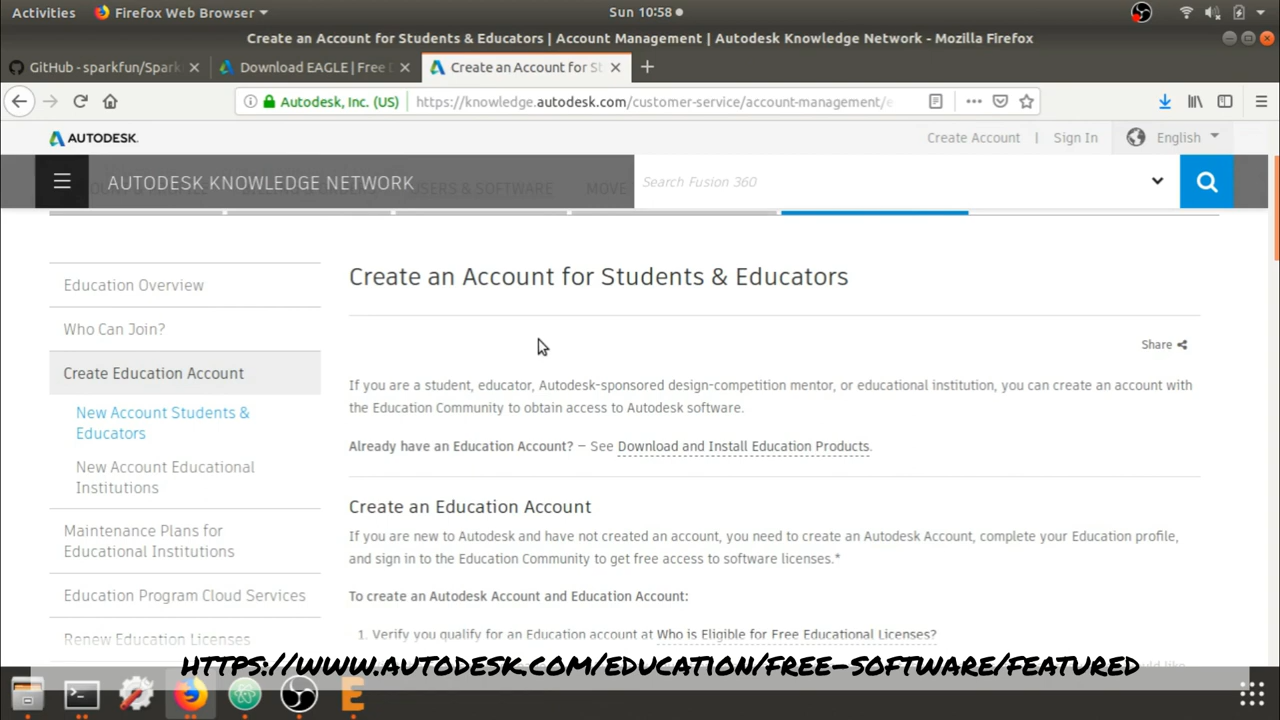 Activities Firefox Web Browser Sun 10:58
Create an Account for Students & Educators | Account Management | Autodesk Knowledge Network - Mozilla Firefox
GitHub - sparkfun/Spark Download EAGLE | Free D Create an Account for St
Autodesk, Inc. (US) https://knowledge.autodesk.com/customer-service/account-management/e
AUTODESK. Create Account | Sign In English
AUTODESK KNOWLEDGE NETWORK USERS & SOFTWARE MOVE Search Fusion 360
Create an Account for Students & Educators
Share
If you are a student, educator, Autodesk-sponsored design-competition mentor, or educational institution, you can create an account with
the Education Community to obtain access to Autodesk software.
Already have an Education Account? – See Download and Install Education Products.
Create an Education Account
If you are new to Autodesk and have not created an account, you need to create an Autodesk Account, complete your Education profile,
and sign in to the Education Community to get free access to software licenses.*
To create an Autodesk Account and Education Account:
1. Verify you qualify for an Education account at Who is Eligible for Free Educational Licenses?
Education Overview
Who Can Join?
Create Education Account
New Account Students &
Educators
New Account Educational
Institutions
Maintenance Plans for
Educational Institutions
Education Program Cloud Services
Renew Education Licenses
HTTPS://WWW.AUTODESK.COM/EDUCATION/FREE-SOFTWARE/FEATURED